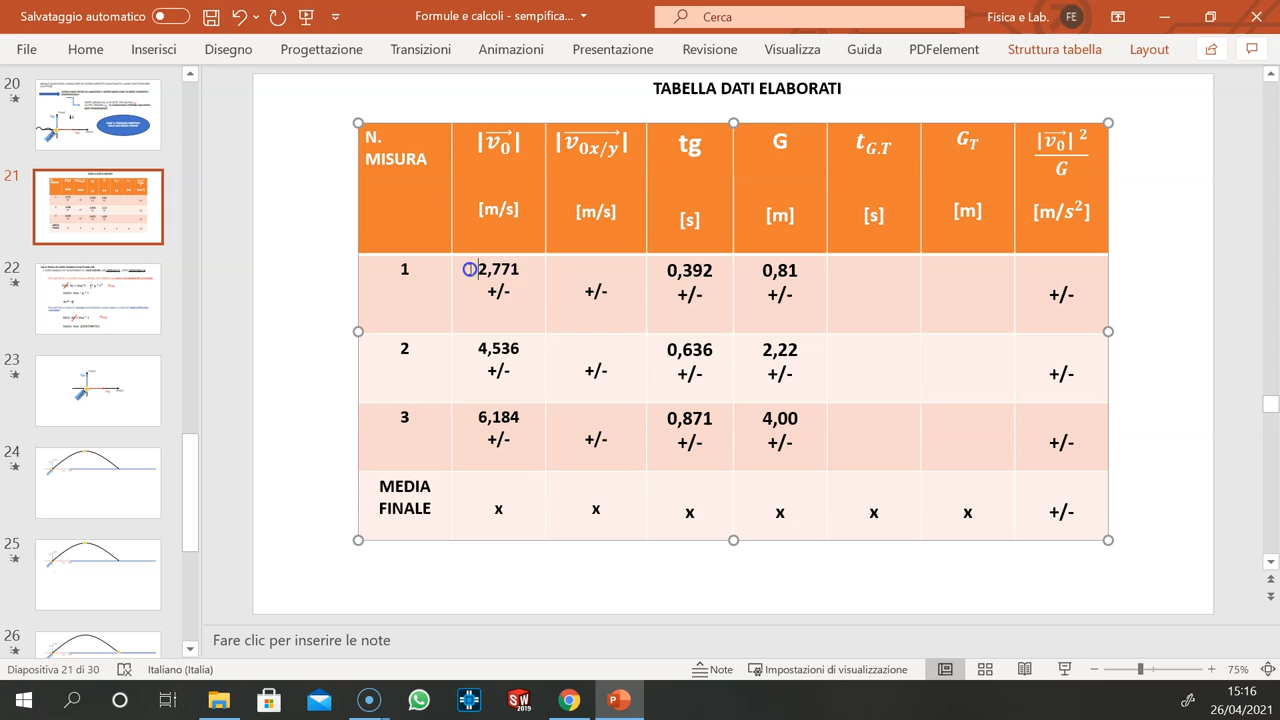 Salvataggio automatico
Formule e calcoli - sempifica...
Cerca
Fisica e Lab.
FE
File
Home
Inserisci
Disegno
Progettazione
Transizioni
Animazioni
Presentazione
Revisione
Visualizza
Guida
PDFelement
Struttura tabella
Layout
20
21
22
23
24
25
26
TABELLA DATI ELABORATI
N. MISURA |v0| [m/s] |v0x/y| [m/s] tg [s] G [m] tG.T [s] GT [m] |v0|²/G [m/s²]
1 2,771 0,392 0,81
+/- +/- +/- +/- +/-
2 4,536 0,636 2,22
+/- +/- +/- +/- +/-
3 6,184 0,871 4,00
+/- +/- +/- +/- +/-
MEDIA
FINALE x x x x x x +/-
Fare clic per inserire le note
Diapositiva 21 di 30
Italiano (Italia)
Note
Impostazioni di visualizzazione
75%
SW
2019
15:16
26/04/2021